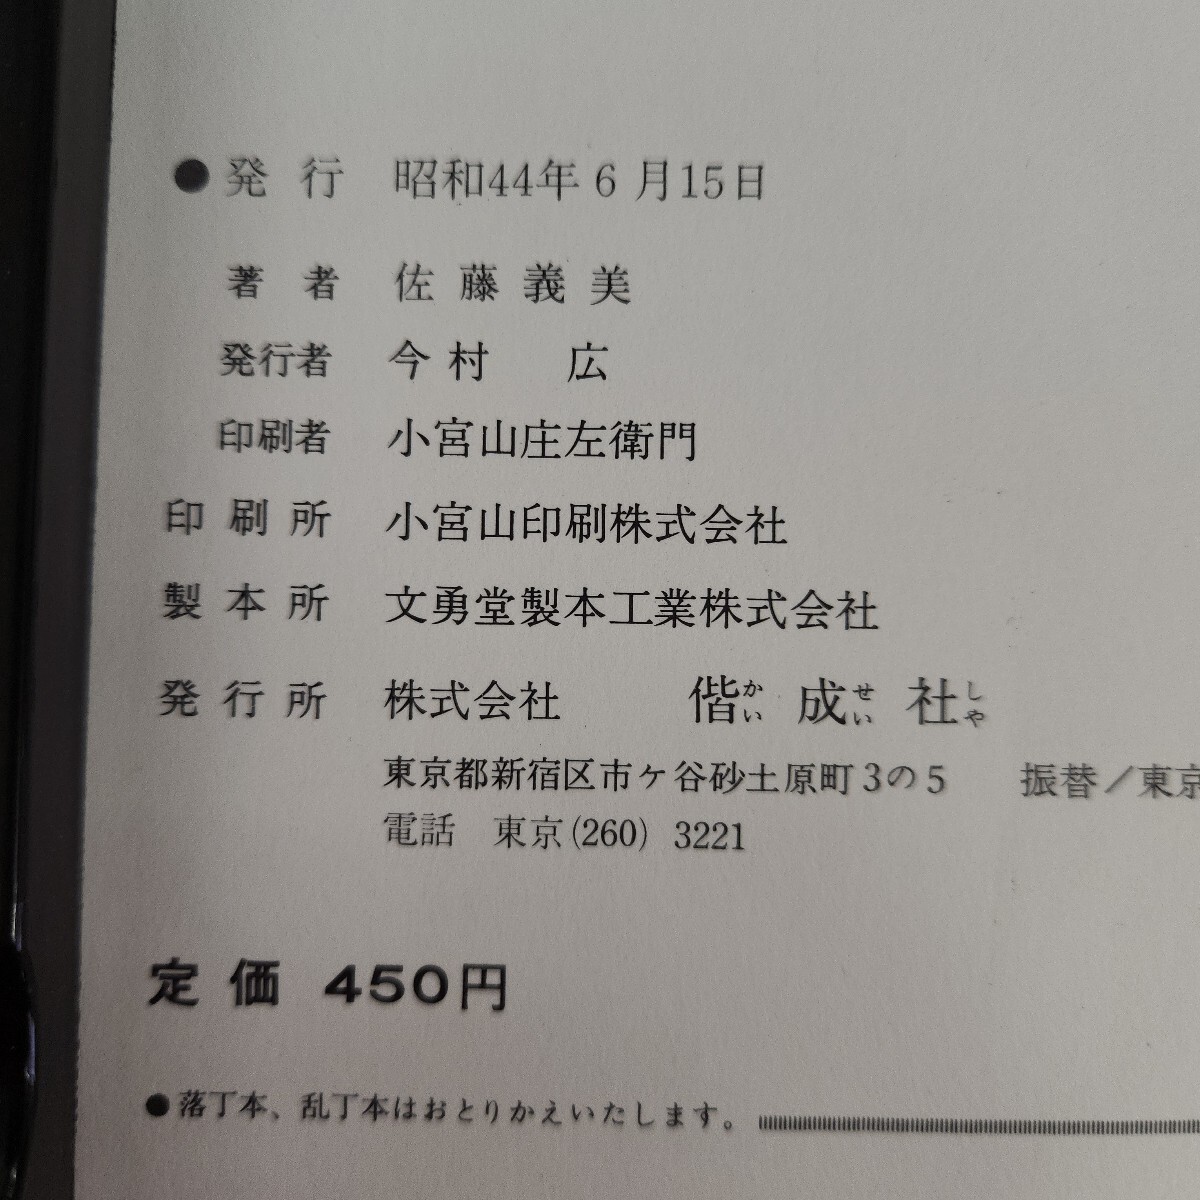 ●発行 昭和44年6月15日
著者 佐藤義美
発行者 今村 広
印刷者 小宮山庄左衛門
印刷所 小宮山印刷株式会社
製本所 文勇堂製本工業株式会社
発行所 株式会社 偕かい成せい社しや
東京都新宿区市ケ谷砂土原町3の5 振替／東京
電話 東京(260) 3221
定価 450円
●落丁本、乱丁本はおとりかえいたします。